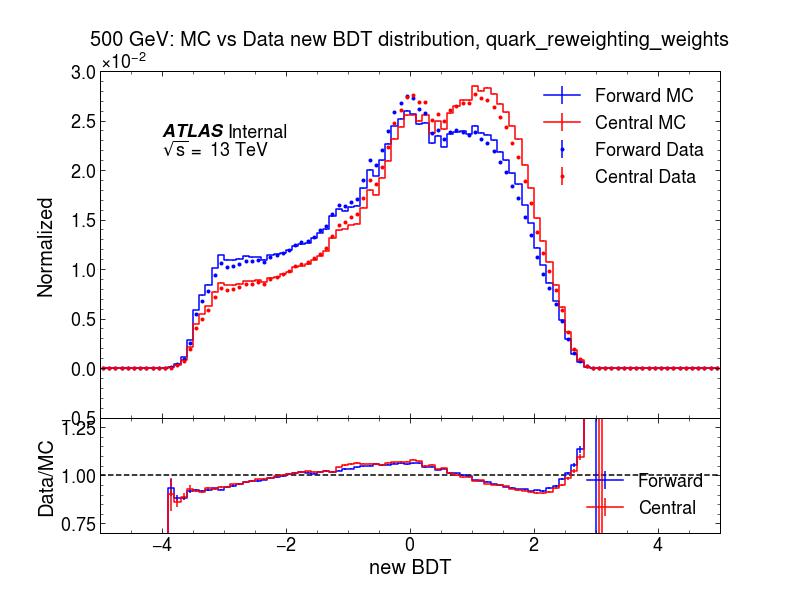 500 GeV: MC vs Data new BDT distribution, quark_reweighting_weights
×10⁻²
3.0
2.5
2.0
1.5
1.0
0.5
0.0
−0.5
Normalized
ATLAS Internal
√s = 13 TeV
Forward MC
Central MC
Forward Data
Central Data
1.25
1.00
0.75
Data/MC
Forward
Central
−4 −2 0 2 4
new BDT